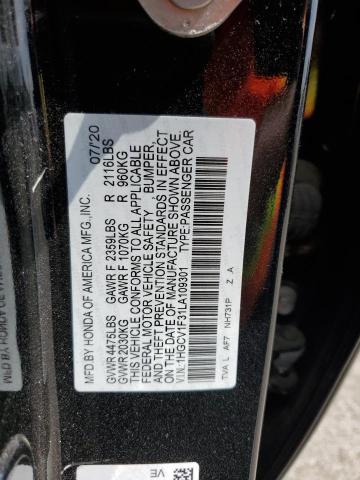 MFD BY HONDA OF AMERICA MFG., INC. 07/'20
GVWR 4475LBS GAWR F 2359LBS R 2116LBS
GVWR 2030KG GAWR F 1070KG R 960KG
THIS VEHICLE CONFORMS TO ALL APPLICABLE
FEDERAL MOTOR VEHICLE SAFETY BUMPER,
AND THEFT PREVENTION STANDARDS IN EFFECT
ON THE DATE OF MANUFACTURE SHOWN ABOVE.
V.I.N.:1HGCV1F31LA109301 TYPE:PASSENGER CAR
TVA L AF7 NH731P Z A
VE